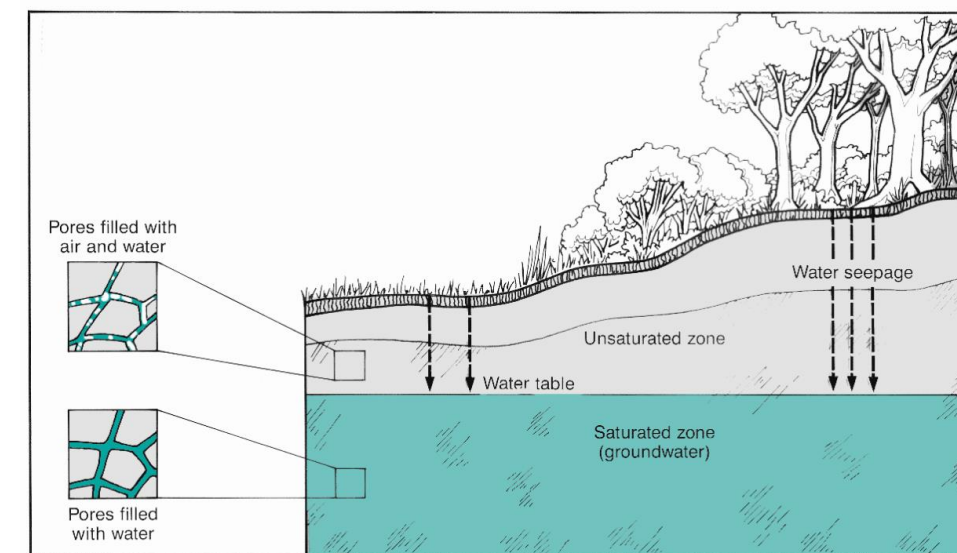 Pores filled with
air and water
Water seepage
Unsaturated zone
Water table
Saturated zone
(groundwater)
Pores filled
with water